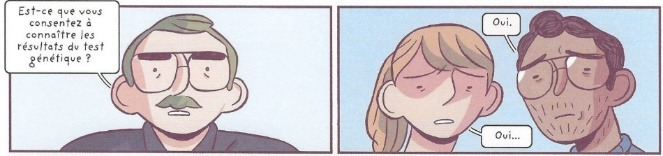 Est-ce que vous
consentez à
connaître les
résultats du test
génétique ?
Oui.
Oui...